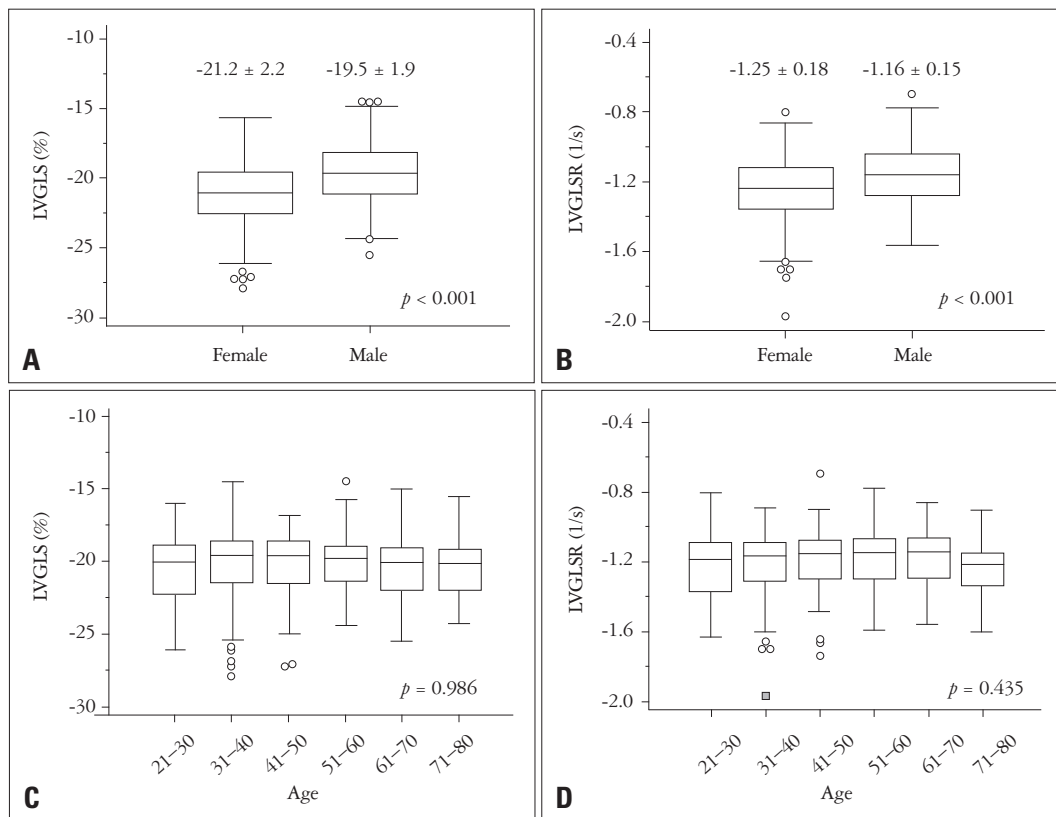 -10
-15
-20
-25
-30
LVGLS (%)
-21.2 ± 2.2
-19.5 ± 1.9
p < 0.001
Female
Male
A
-0.4
-0.8
-1.2
-1.6
-2.0
LVGLSR (1/s)
-1.25 ± 0.18
-1.16 ± 0.15
p < 0.001
Female
Male
B
-10
-15
-20
-25
-30
LVGLS (%)
p = 0.986
21–30
31–40
41–50
51–60
61–70
71–80
Age
C
-0.4
-0.8
-1.2
-1.6
-2.0
LVGLSR (1/s)
p = 0.435
21–30
31–40
41–50
51–60
61–70
71–80
Age
D